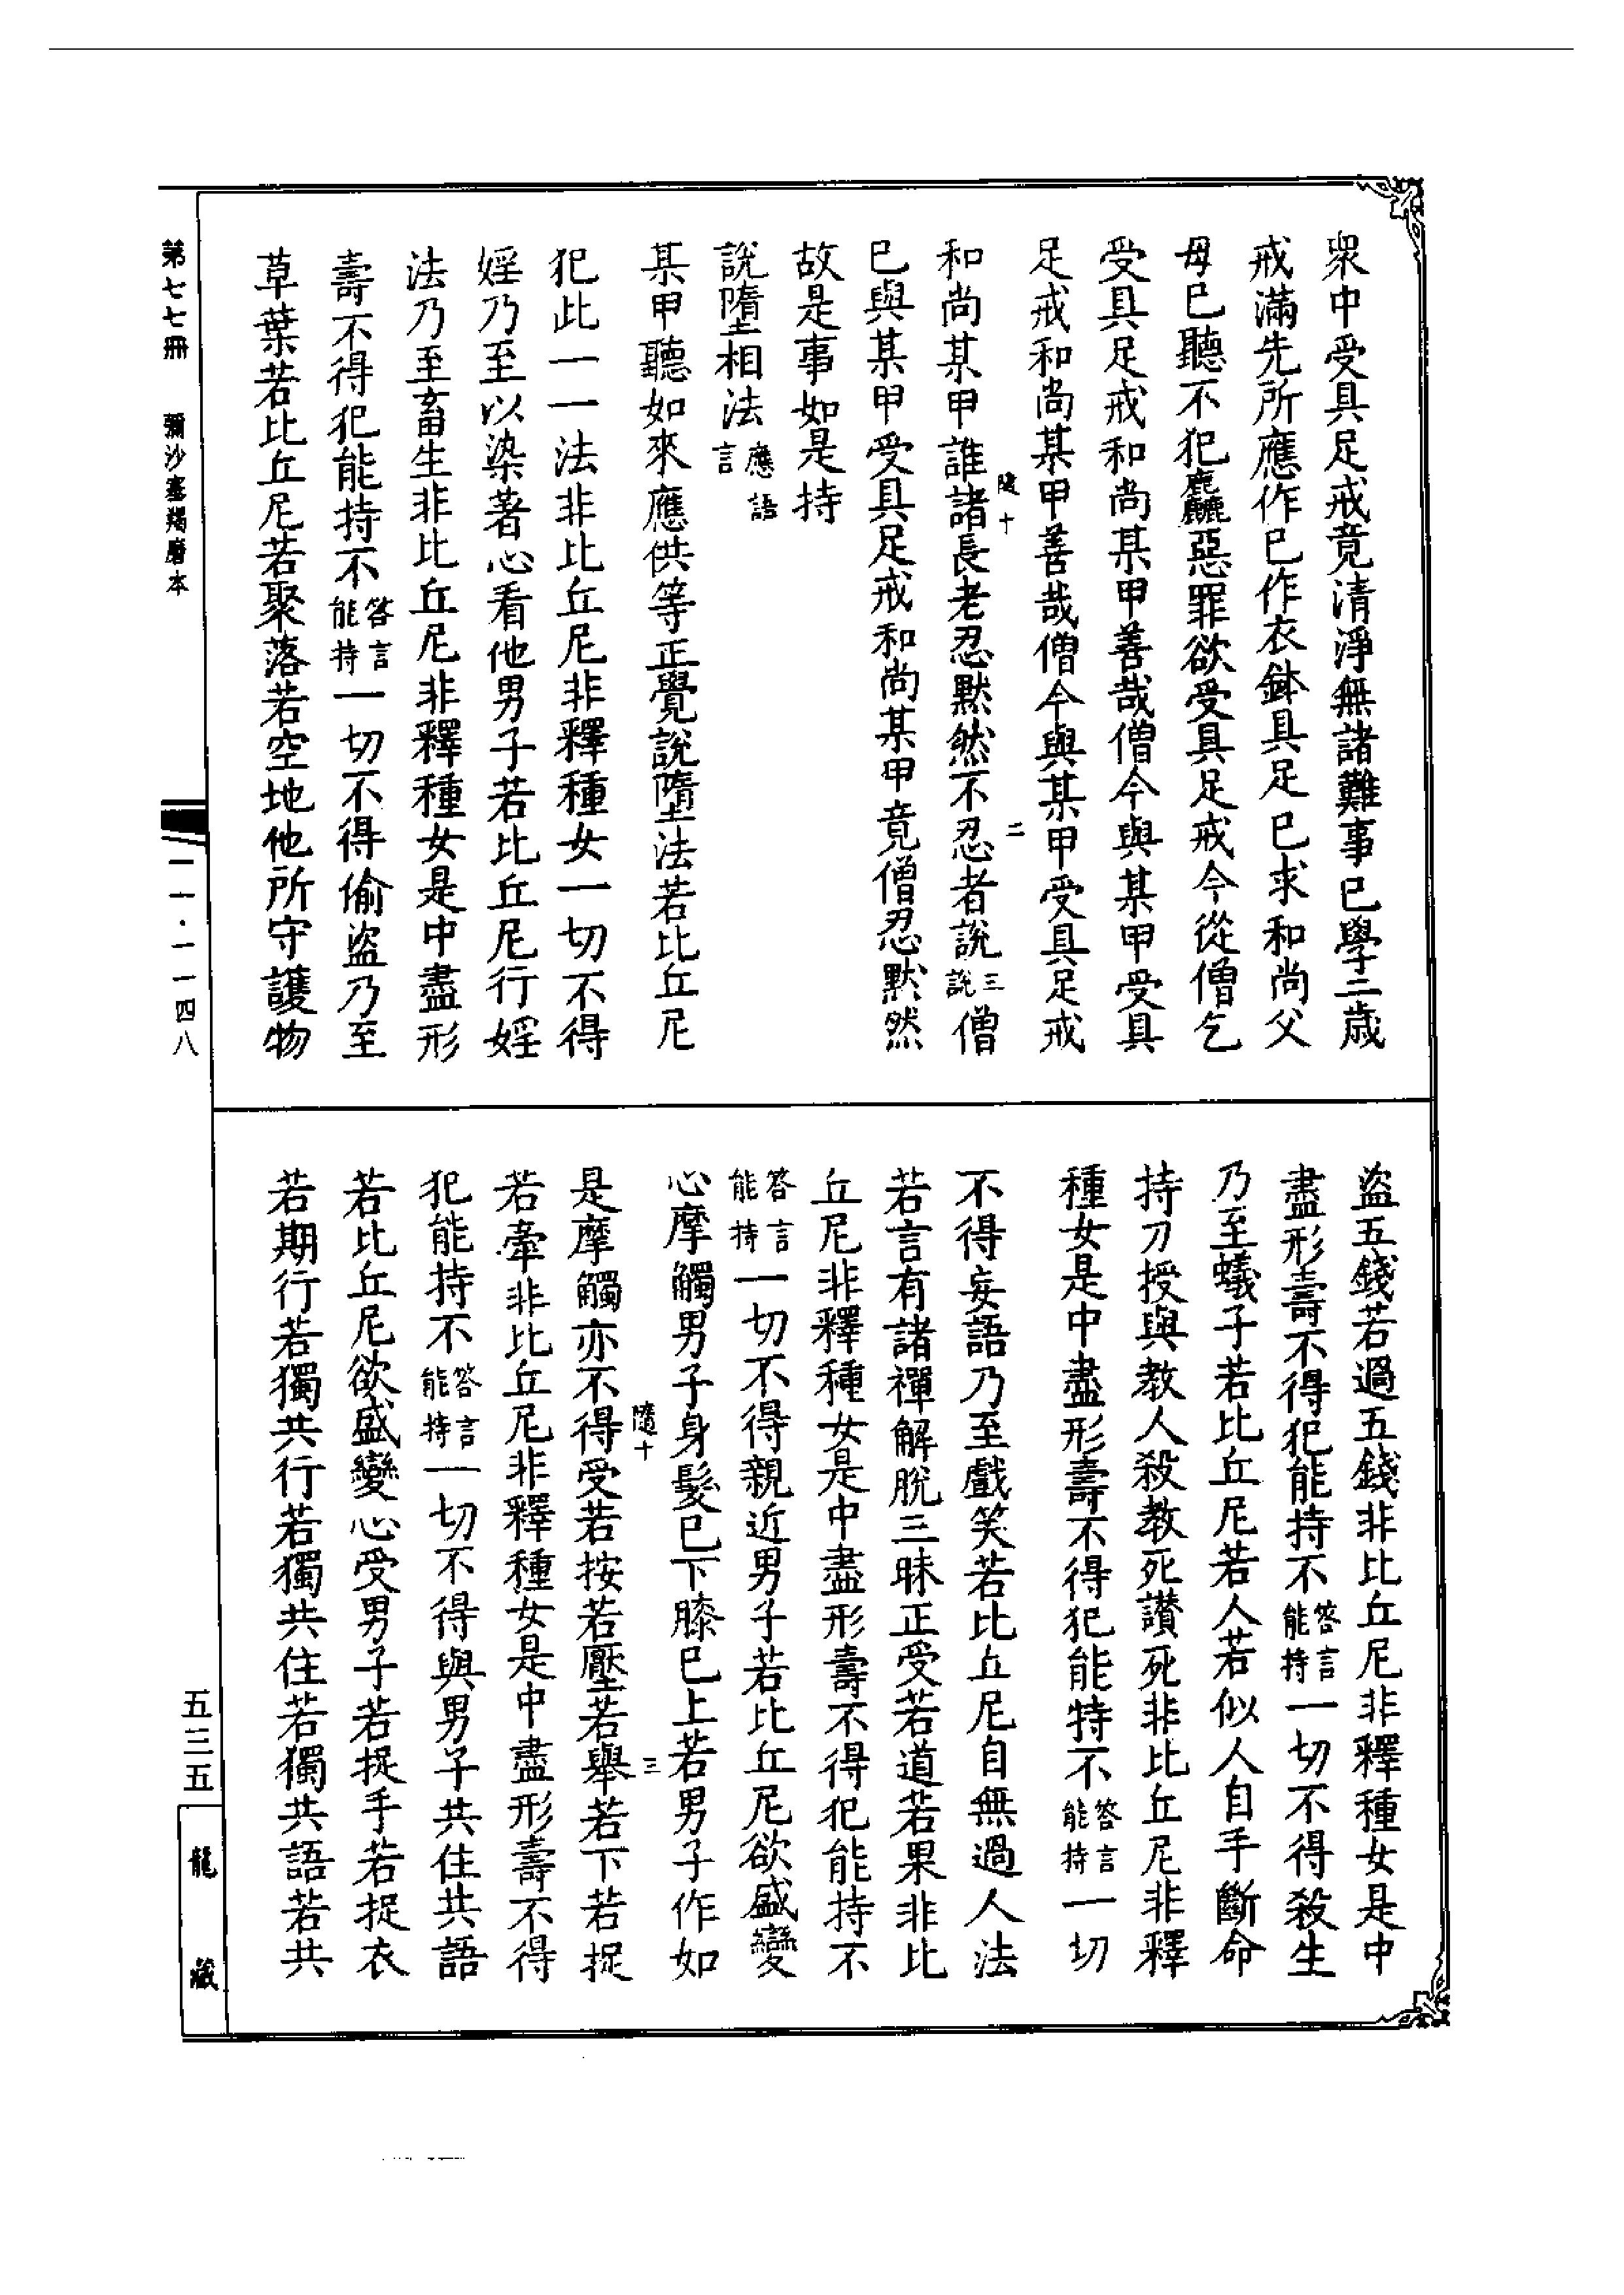 衆中受具足戒竟清淨無諸難事已學二歲
戒滿先所應作已作衣鉢具足已求和尚父
母已聽不犯麤惡罪欲受具足戒今從僧乞
受具足戒和尚某甲善哉僧今與某甲受具
足戒和尚某甲善哉僧今與某甲受具足戒
隨十
二
和尚某甲誰諸長老忍默然不忍者說三說僧
已與某甲受具足戒和尚某甲竟僧忍默然
故是事如是持
說墮相法應語言
某甲聽如來應供等正覺說墮法若比丘尼
犯此一一法非比丘尼非釋種女一切不得
婬乃至以染著心看他男子若比丘尼行婬
法乃至畜生非比丘尼非釋種女是中盡形
壽不得犯能持不答言能持一切不得偷盜乃至
草葉若比丘尼若聚落若空地他所守護物
盜五錢若過五錢非比丘尼非釋種女是中
盡形壽不得犯能持不答言能持一切不得殺生
乃至蟻子若比丘尼若人若似人自手斷命
持刀授與教人殺教死讚死非比丘尼非釋
種女是中盡形壽不得犯能特不答言能持一切
不得妄語乃至戲笑若比丘尼自無過人法
若言有諸禪解脫三昧正受若道若果非比
丘尼非釋種女是中盡形壽不得犯能持不
答言能持一切不得親近男子若比丘尼欲盛變
心摩觸男子身髮已下膝已上若男子作如
隨十
三
是摩觸亦不得受若按若壓若舉若下若捉
若牽非比丘尼非釋種女是中盡形壽不得
犯能持不答言能持一切不得與男子共住共語
若比丘尼欲盛變心受男子若捉手若捉衣
若期行若獨共行若獨共住若獨共語若共
第七七冊 彌沙塞羯磨本
一一·一一四八
五三五
龍藏